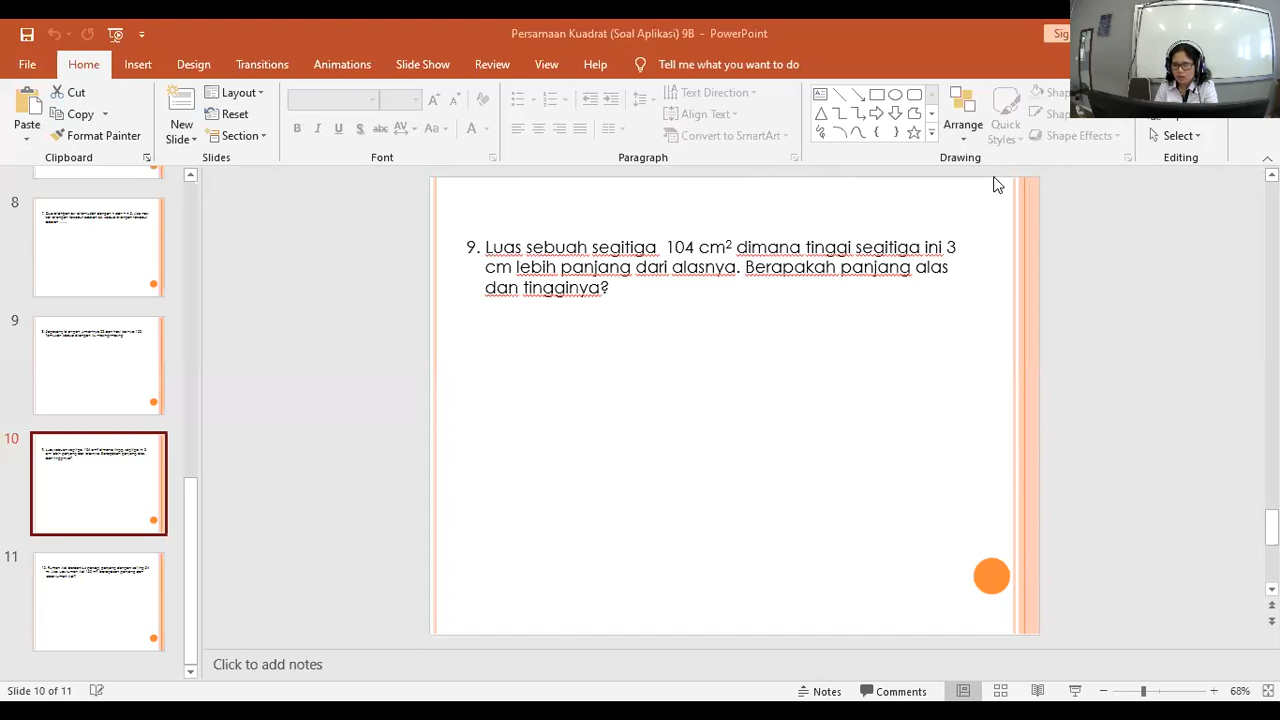 Persamaan Kuadrat (Soal Aplikasi) 9B - PowerPoint
File Home Insert Design Transitions Animations Slide Show Review View Help Tell me what you want to do
Paste
Cut
Copy
Format Painter
Clipboard
New Slide
Layout
Reset
Section
Slides
B I U S abc AV Aa A
Font
Text Direction
Align Text
Convert to SmartArt
Paragraph
Arrange
Quick Styles
Shape Effects
Drawing
Select
Editing
8
9
10
11
9. Luas sebuah segitiga 104 cm² dimana tinggi segitiga ini 3
cm lebih panjang dari alasnya. Berapakah panjang alas
dan tingginya?
Click to add notes
Slide 10 of 11
Notes
Comments
68%